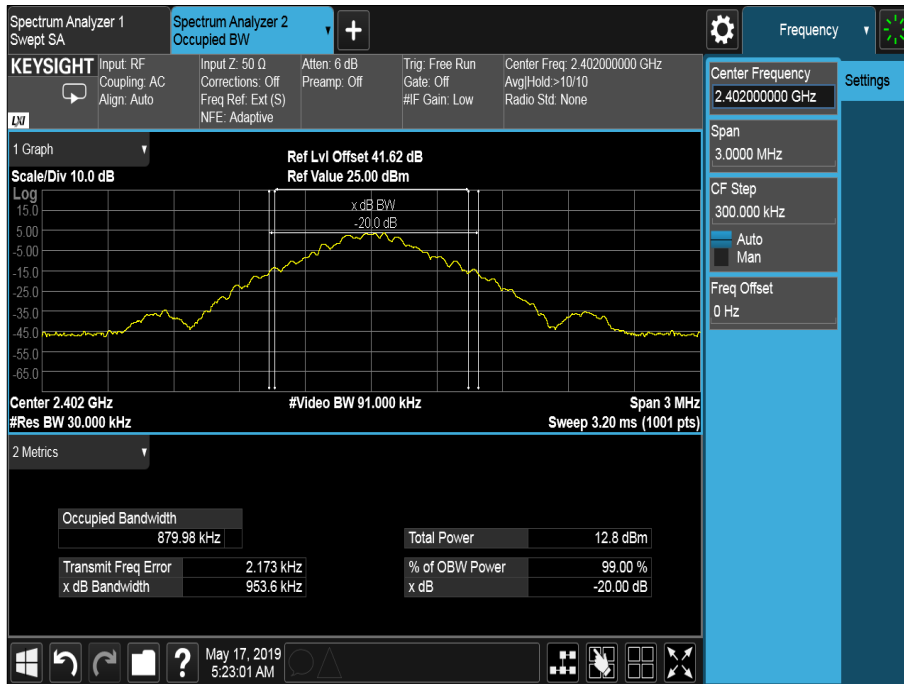 Spectrum Analyzer 1
Swept SA
Spectrum Analyzer 2
Occupied BW
+
Frequency
KEYSIGHT
LXI
Input: RF
Coupling: AC
Align: Auto
Input Z: 50 Ω
Corrections: Off
Freq Ref: Ext (S)
NFE: Adaptive
Atten: 6 dB
Preamp: Off
Trig: Free Run
Gate: Off
#IF Gain: Low
Center Freq: 2.402000000 GHz
Avg|Hold:>10/10
Radio Std: None
Center Frequency
2.402000000 GHz
Settings
Span
3.0000 MHz
CF Step
300.000 kHz
Auto
Man
Freq Offset
0 Hz
1 Graph
Scale/Div 10.0 dB
Ref Lvl Offset 41.62 dB
Ref Value 25.00 dBm
Log
15.0
5.00
-5.00
-15.0
-25.0
-35.0
-45.0
-55.0
-65.0
x dB BW
-20.0 dB
Center 2.402 GHz
#Res BW 30.000 kHz
#Video BW 91.000 kHz
Span 3 MHz
Sweep 3.20 ms (1001 pts)
2 Metrics
Occupied Bandwidth
879.98 kHz
Transmit Freq Error 2.173 kHz
x dB Bandwidth 953.6 kHz
Total Power 12.8 dBm
% of OBW Power 99.00 %
x dB -20.00 dB
?
May 17, 2019
5:23:01 AM